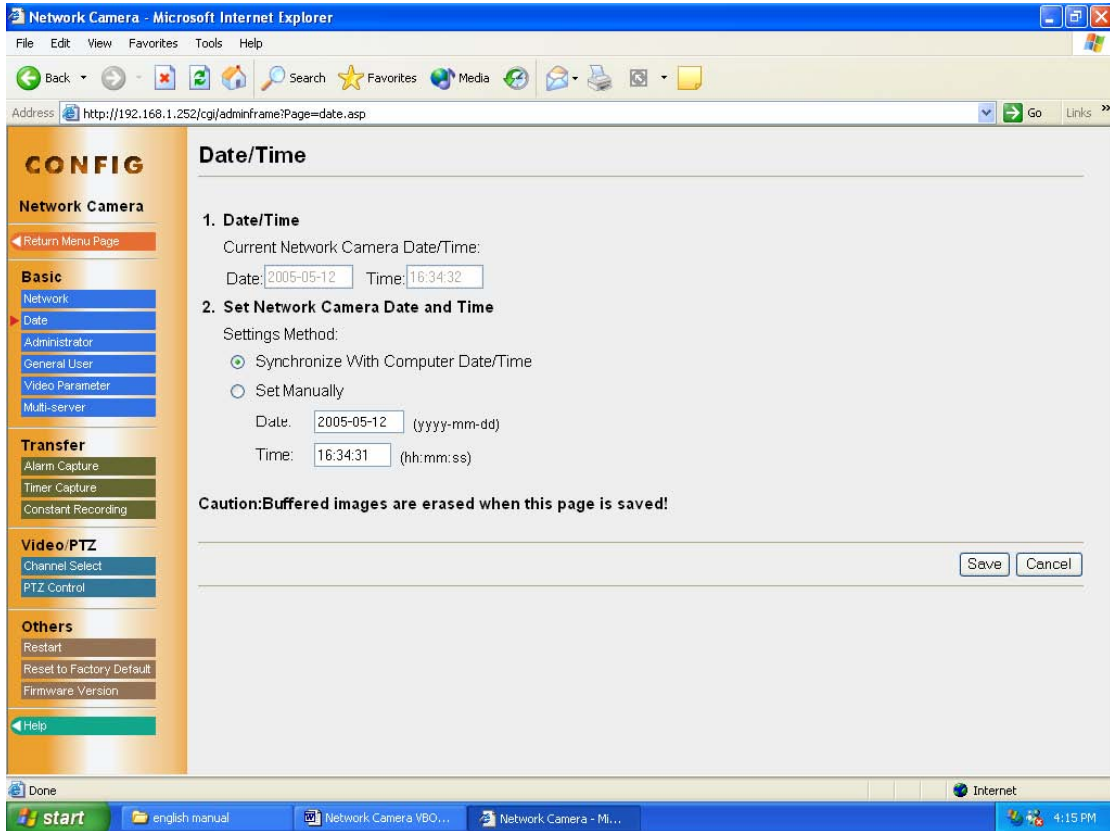 Network Camera - Microsoft Internet Explorer
File Edit View Favorites Tools Help
Back Search Favorites Media
Address http://192.168.1.252/cgi/adminframe?Page=date.asp Go Links »
CONFIG
Network Camera
Return Menu Page
Basic
Network
Date
Administrator
General User
Video Parameter
Multi-server
Transfer
Alarm Capture
Timer Capture
Constant Recording
Video/PTZ
Channel Select
PTZ Control
Others
Restart
Reset to Factory Default
Firmware Version
Help
Date/Time
1. Date/Time
Current Network Camera Date/Time:
Date: 2005-05-12 Time: 16:34:32
2. Set Network Camera Date and Time
Settings Method:
Synchronize With Computer Date/Time
Set Manually
Date: 2005-05-12 (yyyy-mm-dd)
Time: 16:34:31 (hh:mm:ss)
Caution:Buffered images are erased when this page is saved!
Save Cancel
Done Internet
start english manual Network Camera VBO... Network Camera - Mi... 4:15 PM